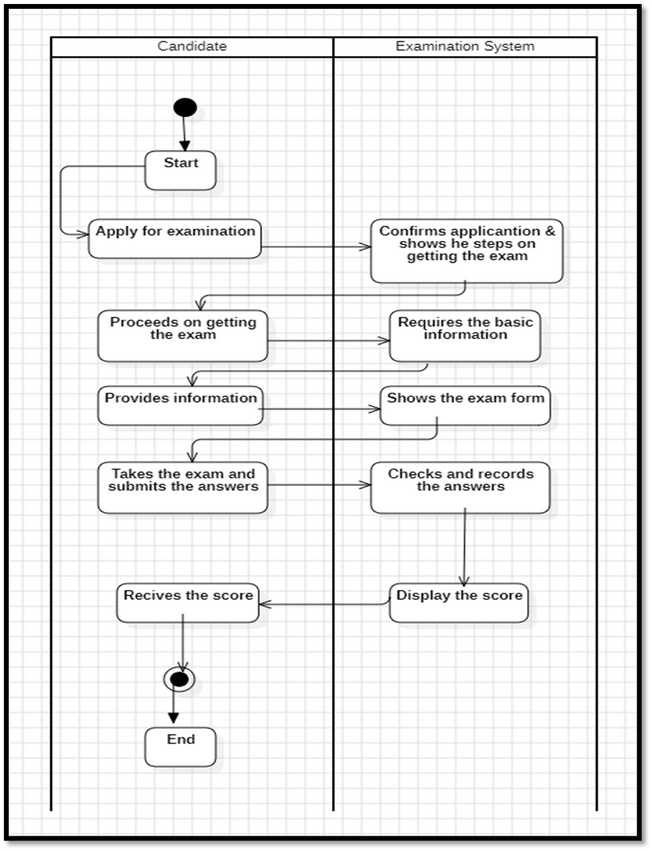 Candidate
Examination System
Start
Apply for examination
Confirms applicantion &
shows he steps on
getting the exam
Proceeds on getting
the exam
Requires the basic
information
Provides information
Shows the exam form
Takes the exam and
submits the answers
Checks and records
the answers
Recives the score
Display the score
End